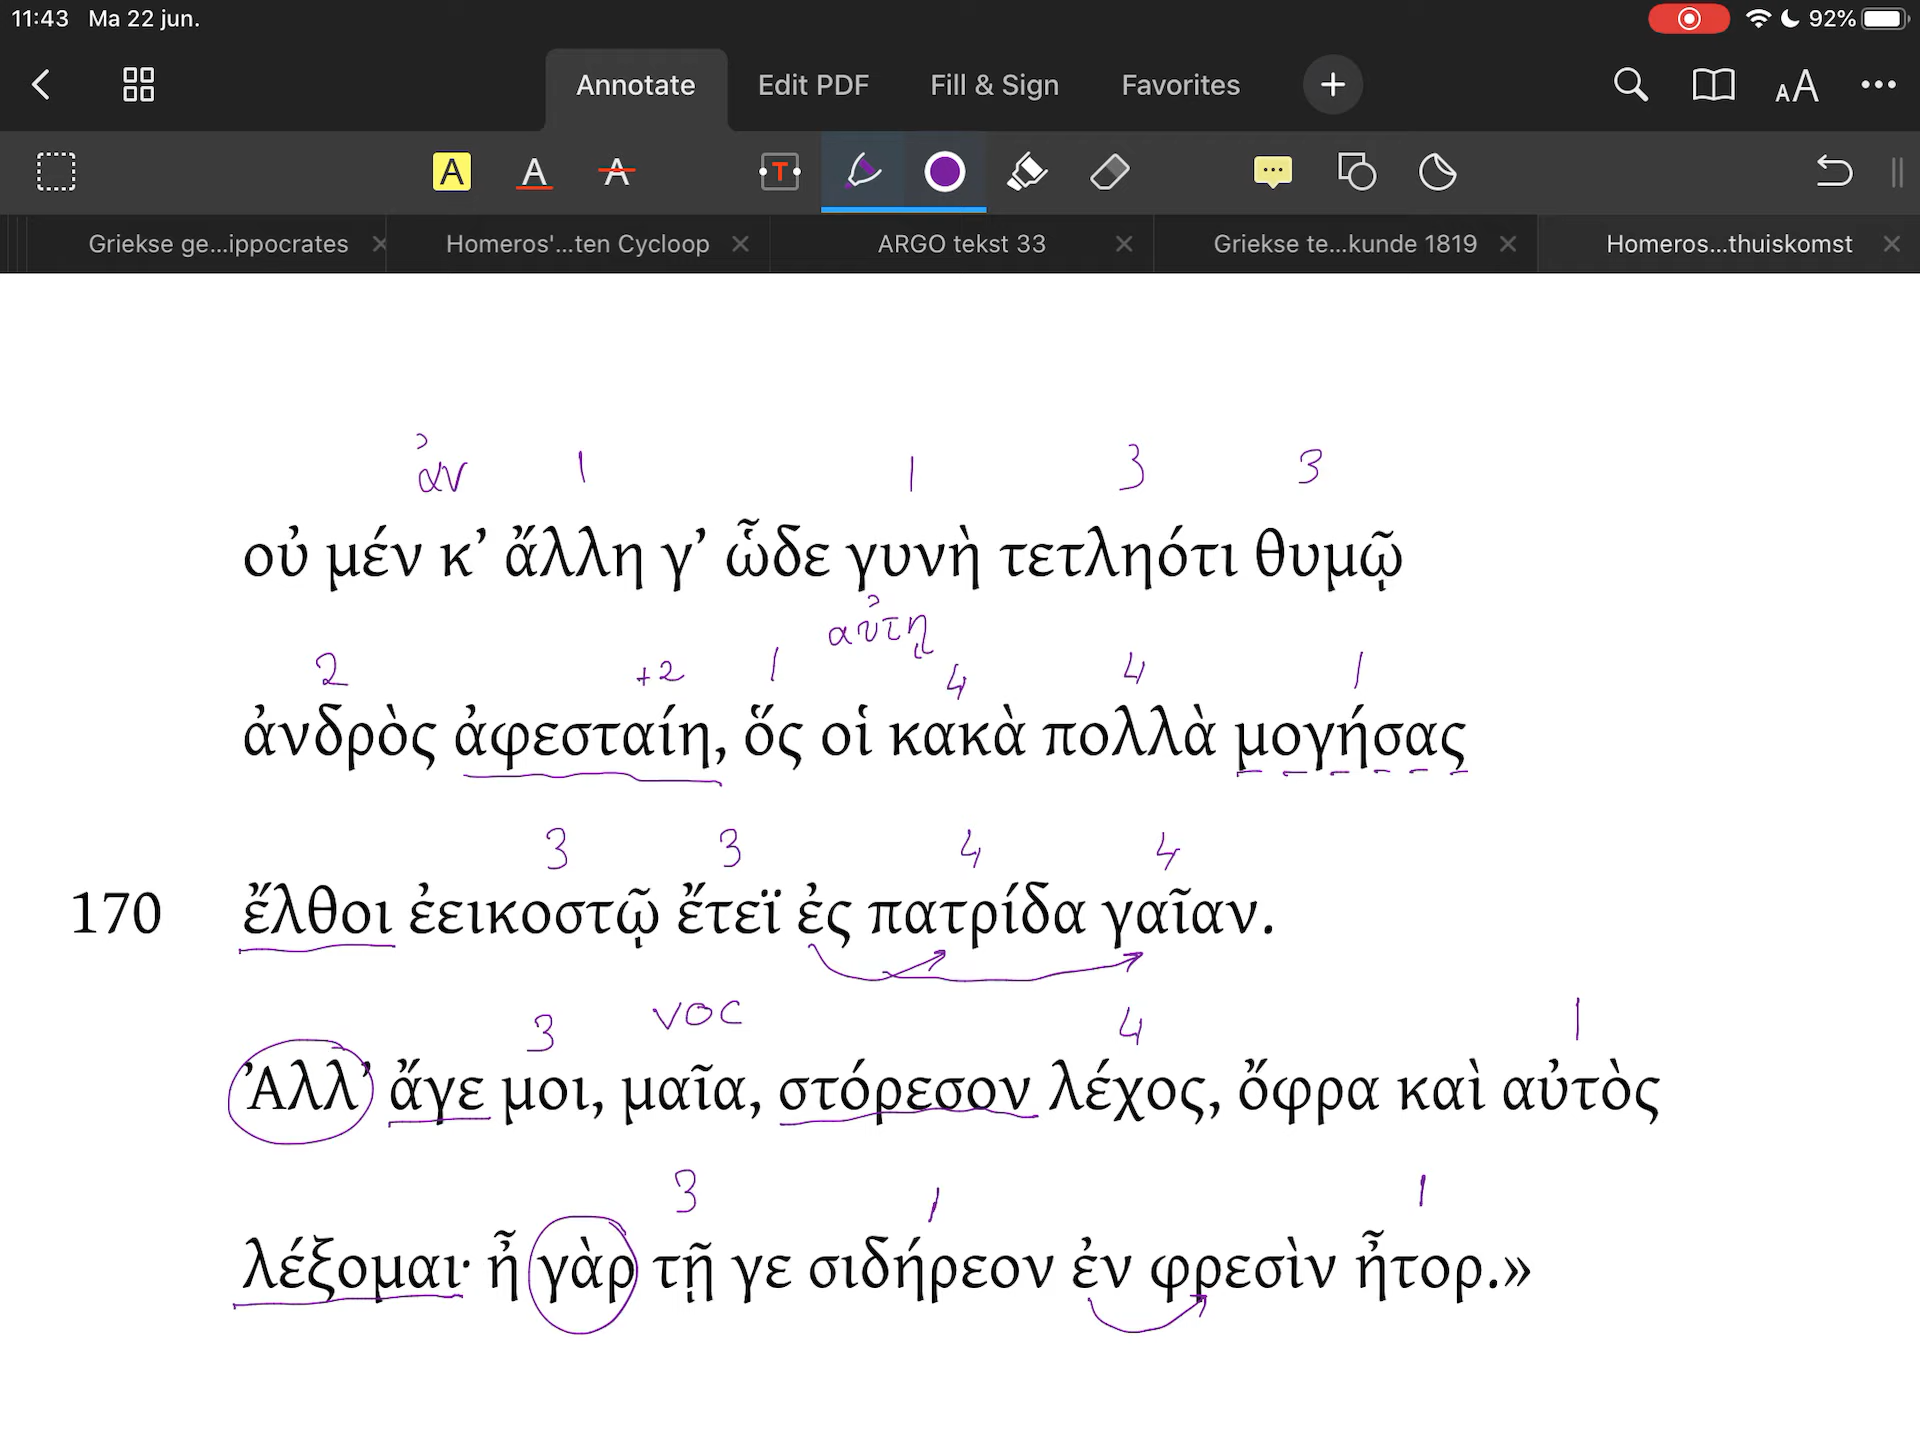 11:43 Ma 22 jun. 92%
Annotate Edit PDF Fill & Sign Favorites
Griekse ge...ippocrates Homeros'...ten Cycloop ARGO tekst 33 Griekse te...kunde 1819 Homeros...thuiskomst
ἀν 1 1 3 3
οὐ μέν κ’ ἄλλη γ’ ὧδε γυνὴ τετληότι θυμῷ
αὐτῃ
2 +2 1 4 4 1
ἀνδρὸς ἀφεσταίη, ὅς οἱ κακὰ πολλὰ μογήσας
3 3 4 4
170 ἔλθοι ἐεικοστῷ ἔτεϊ ἐς πατρίδα γαῖαν.
3 voc 4 1
Ἀλλ’ ἄγε μοι, μαῖα, στόρεσον λέχος, ὄφρα καὶ αὐτὸς
3 1 1
λέξομαι· ἦ γὰρ τῇ γε σιδήρεον ἐν φρεσὶν ἦτορ.»